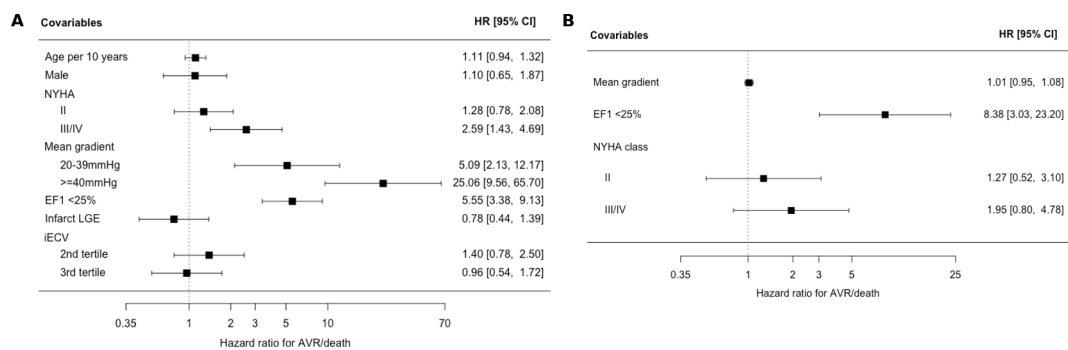 A
Covariables HR [95% CI]
Age per 10 years 1.11 [0.94, 1.32]
Male 1.10 [0.65, 1.87]
NYHA
II 1.28 [0.78, 2.08]
III/IV 2.59 [1.43, 4.69]
Mean gradient
20-39mmHg 5.09 [2.13, 12.17]
>=40mmHg 25.06 [9.56, 65.70]
EF1 <25% 5.55 [3.38, 9.13]
Infarct LGE 0.78 [0.44, 1.39]
iECV
2nd tertile 1.40 [0.78, 2.50]
3rd tertile 0.96 [0.54, 1.72]
0.35 1 2 3 5 10 70
Hazard ratio for AVR/death
B
Covariables HR [95% CI]
Mean gradient 1.01 [0.95, 1.08]
EF1 <25% 8.38 [3.03, 23.20]
NYHA class
II 1.27 [0.52, 3.10]
III/IV 1.95 [0.80, 4.78]
0.35 1 2 3 5 25
Hazard ratio for AVR/death